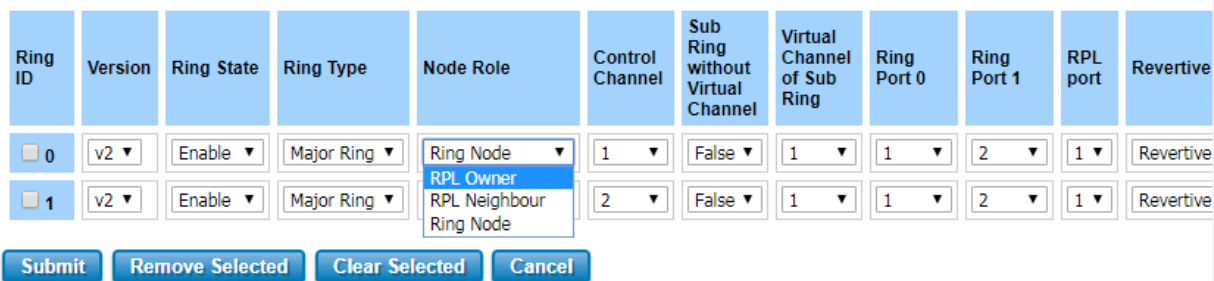 Ring ID Version Ring State Ring Type Node Role Control Channel Sub Ring without Virtual Channel Virtual Channel of Sub Ring Ring Port 0 Ring Port 1 RPL port Revertive
0 v2 Enable Major Ring Ring Node 1 False 1 1 2 1 Revertive
RPL Owner
RPL Neighbour
Ring Node
1 v2 Enable Major Ring 2 False 1 1 2 1 Revertive
Submit Remove Selected Clear Selected Cancel